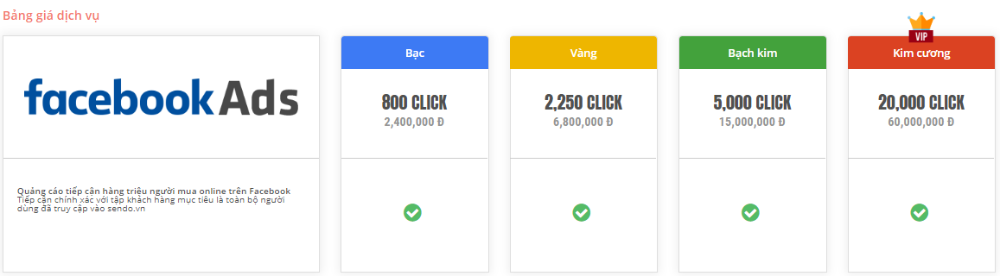 Bảng giá dịch vụ
facebook Ads
Quảng cáo tiếp cận hàng triệu người mua online trên Facebook
Tiếp cận chính xác với tập khách hàng mục tiêu là toàn bộ người
dùng đã truy cập vào sendo.vn
Bạc
800 CLICK
2,400,000 Đ
Vàng
2,250 CLICK
6,800,000 Đ
Bạch kim
5,000 CLICK
15,000,000 Đ
VIP
Kim cương
20,000 CLICK
60,000,000 Đ